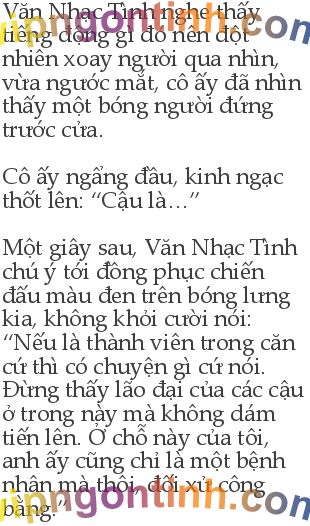 Văn Nhạc Tình nghe thấy
tiếng động gì đó nên đột
nhiên xoay người qua nhìn,
vừa ngước mắt, cô ấy đã nhìn
thấy một bóng người đứng
trước cửa.
Cô ấy ngẩng đầu, kinh ngạc
thốt lên: “Cậu là...”
Một giây sau, Văn Nhạc Tình
chú ý tới đồng phục chiến
đấu màu đen trên bóng lưng
kia, không khỏi cười nói:
“Nếu là thành viên trong căn
cứ thì có chuyện gì cứ nói.
Đừng thấy lão đại của các cậu
ở trong này mà không dám
tiến lên. Ở chỗ này của tôi,
anh ấy cũng chỉ là một bệnh
nhân mà thôi, đối xử công
bằng.”
vipngontinh.com
vipngontinh.com